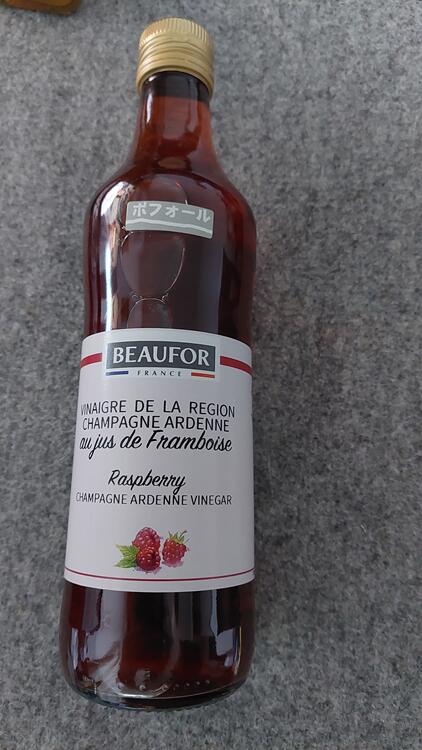 ボフォール
BEAUFOR
FRANCE
VINAIGRE DE LA REGION
CHAMPAGNE ARDENNE
au jus de Framboise
Raspberry
CHAMPAGNE ARDENNE VINEGAR